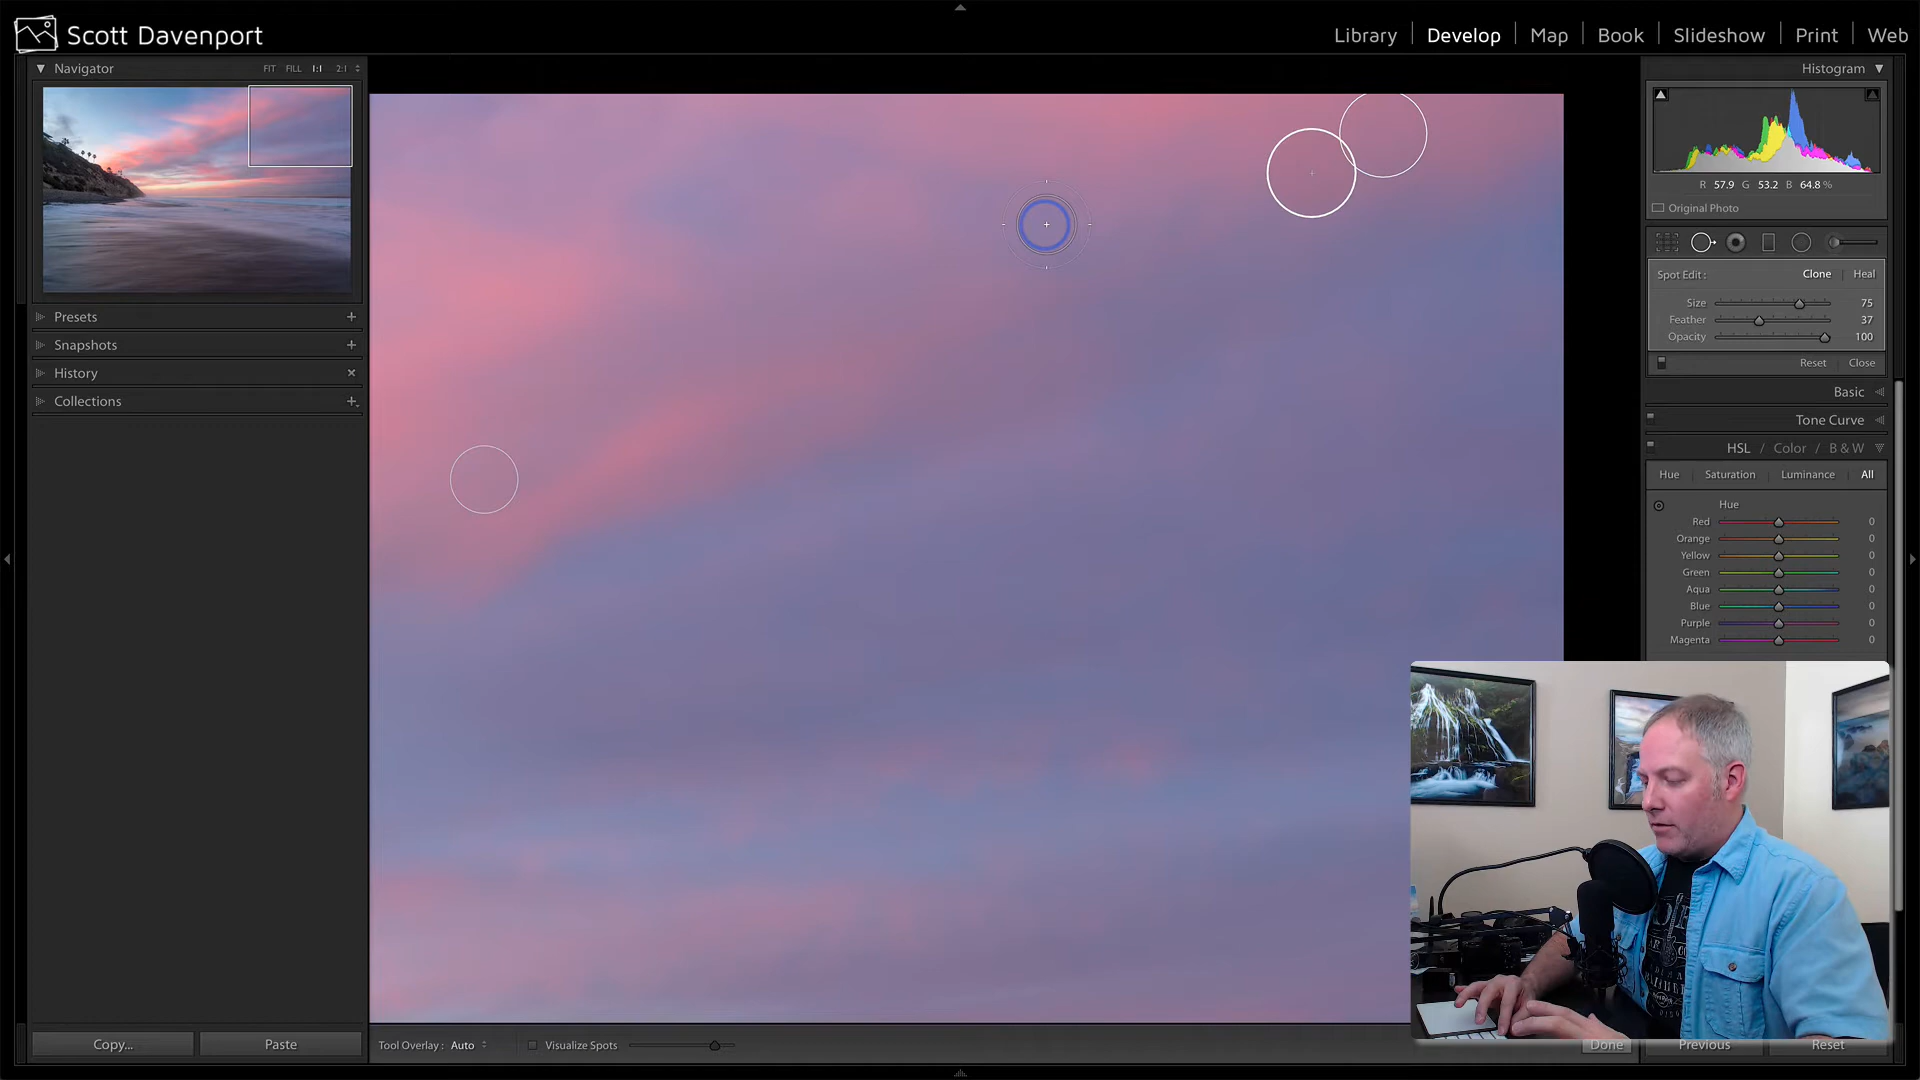 Scott Davenport
Library | Develop | Map | Book | Slideshow | Print | Web
Navigator FIT FILL 1:1 2:1
Presets
Snapshots
History
Collections
Copy... Paste
Tool Overlay : Auto Visualize Spots Done
Histogram
R 57.9 G 53.2 B 64.8 %
Original Photo
Spot Edit : Clone | Heal
Size 75
Feather 37
Opacity 100
Reset Close
Basic
Tone Curve
HSL / Color / B & W
Hue Saturation Luminance All
Hue
Red 0
Orange 0
Yellow 0
Green 0
Aqua 0
Blue 0
Purple 0
Magenta 0
Previous Reset